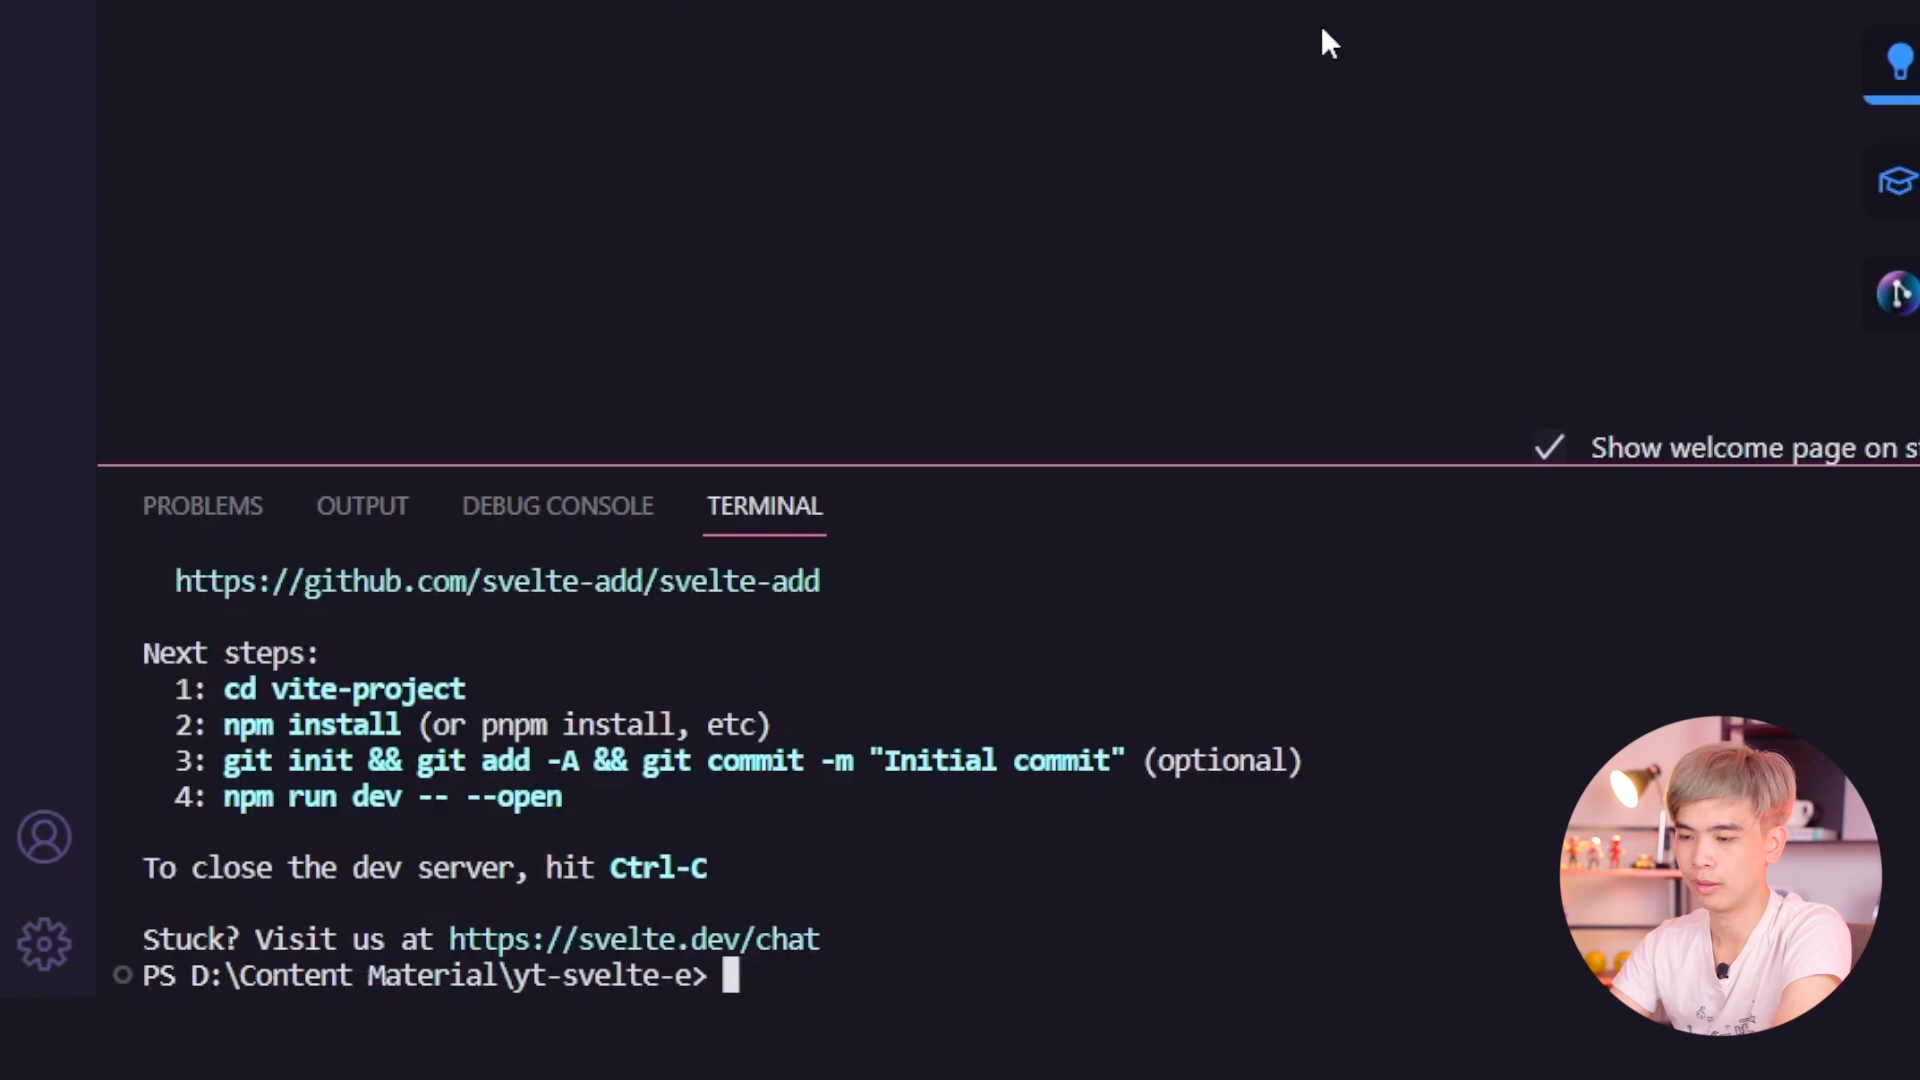 Show welcome page on
PROBLEMS OUTPUT DEBUG CONSOLE TERMINAL
https://github.com/svelte-add/svelte-add
Next steps:
1: cd vite-project
2: npm install (or pnpm install, etc)
3: git init && git add -A && git commit -m "Initial commit" (optional)
4: npm run dev -- --open
To close the dev server, hit Ctrl-C
Stuck? Visit us at https://svelte.dev/chat
PS D:\Content Material\yt-svelte-e>